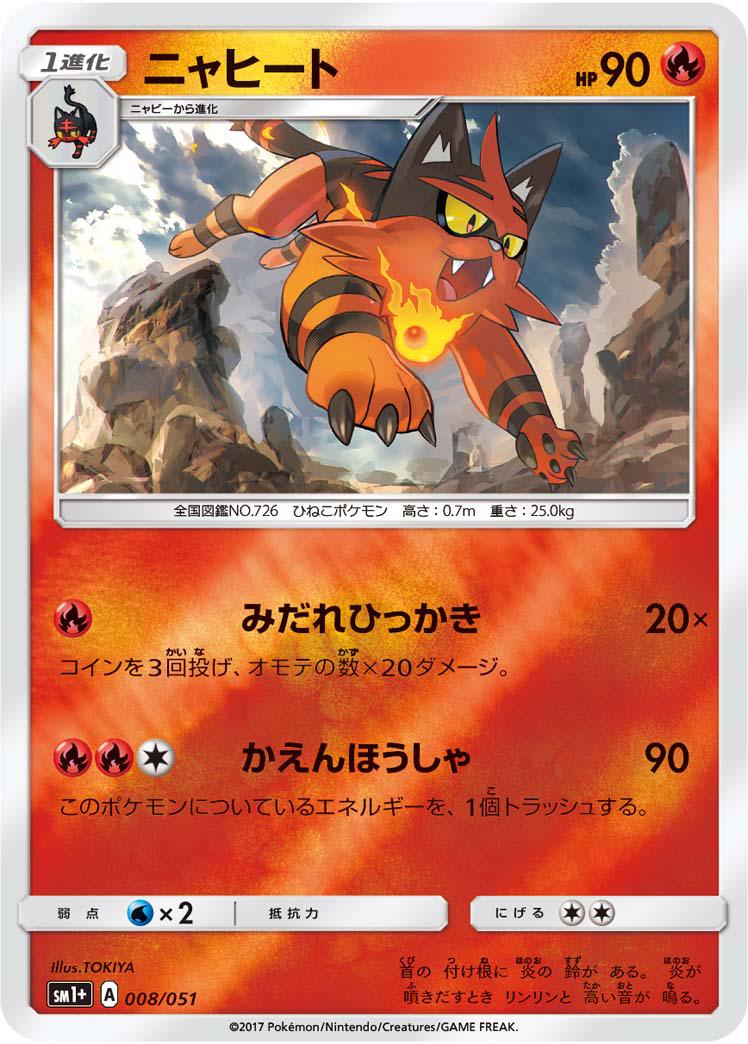 1進化
ニャヒート
HP 90
ニャビーから進化
全国図鑑NO.726 ひねこポケモン 高さ:0.7m 重さ:25.0kg
みだれひっかき 20×
コインを3回投げ、オモテの数×20ダメージ。
かえんほうしゃ 90
このポケモンについているエネルギーを、1個トラッシュする。
弱点 ×2 抵抗力 にげる
Illus.TOKIYA
首の 付け根に 炎の 鈴が ある。 炎が
噴きだすとき リンリンと 高い音が 鳴る。
SM1+ A 008/051
©2017 Pokémon/Nintendo/Creatures/GAME FREAK.